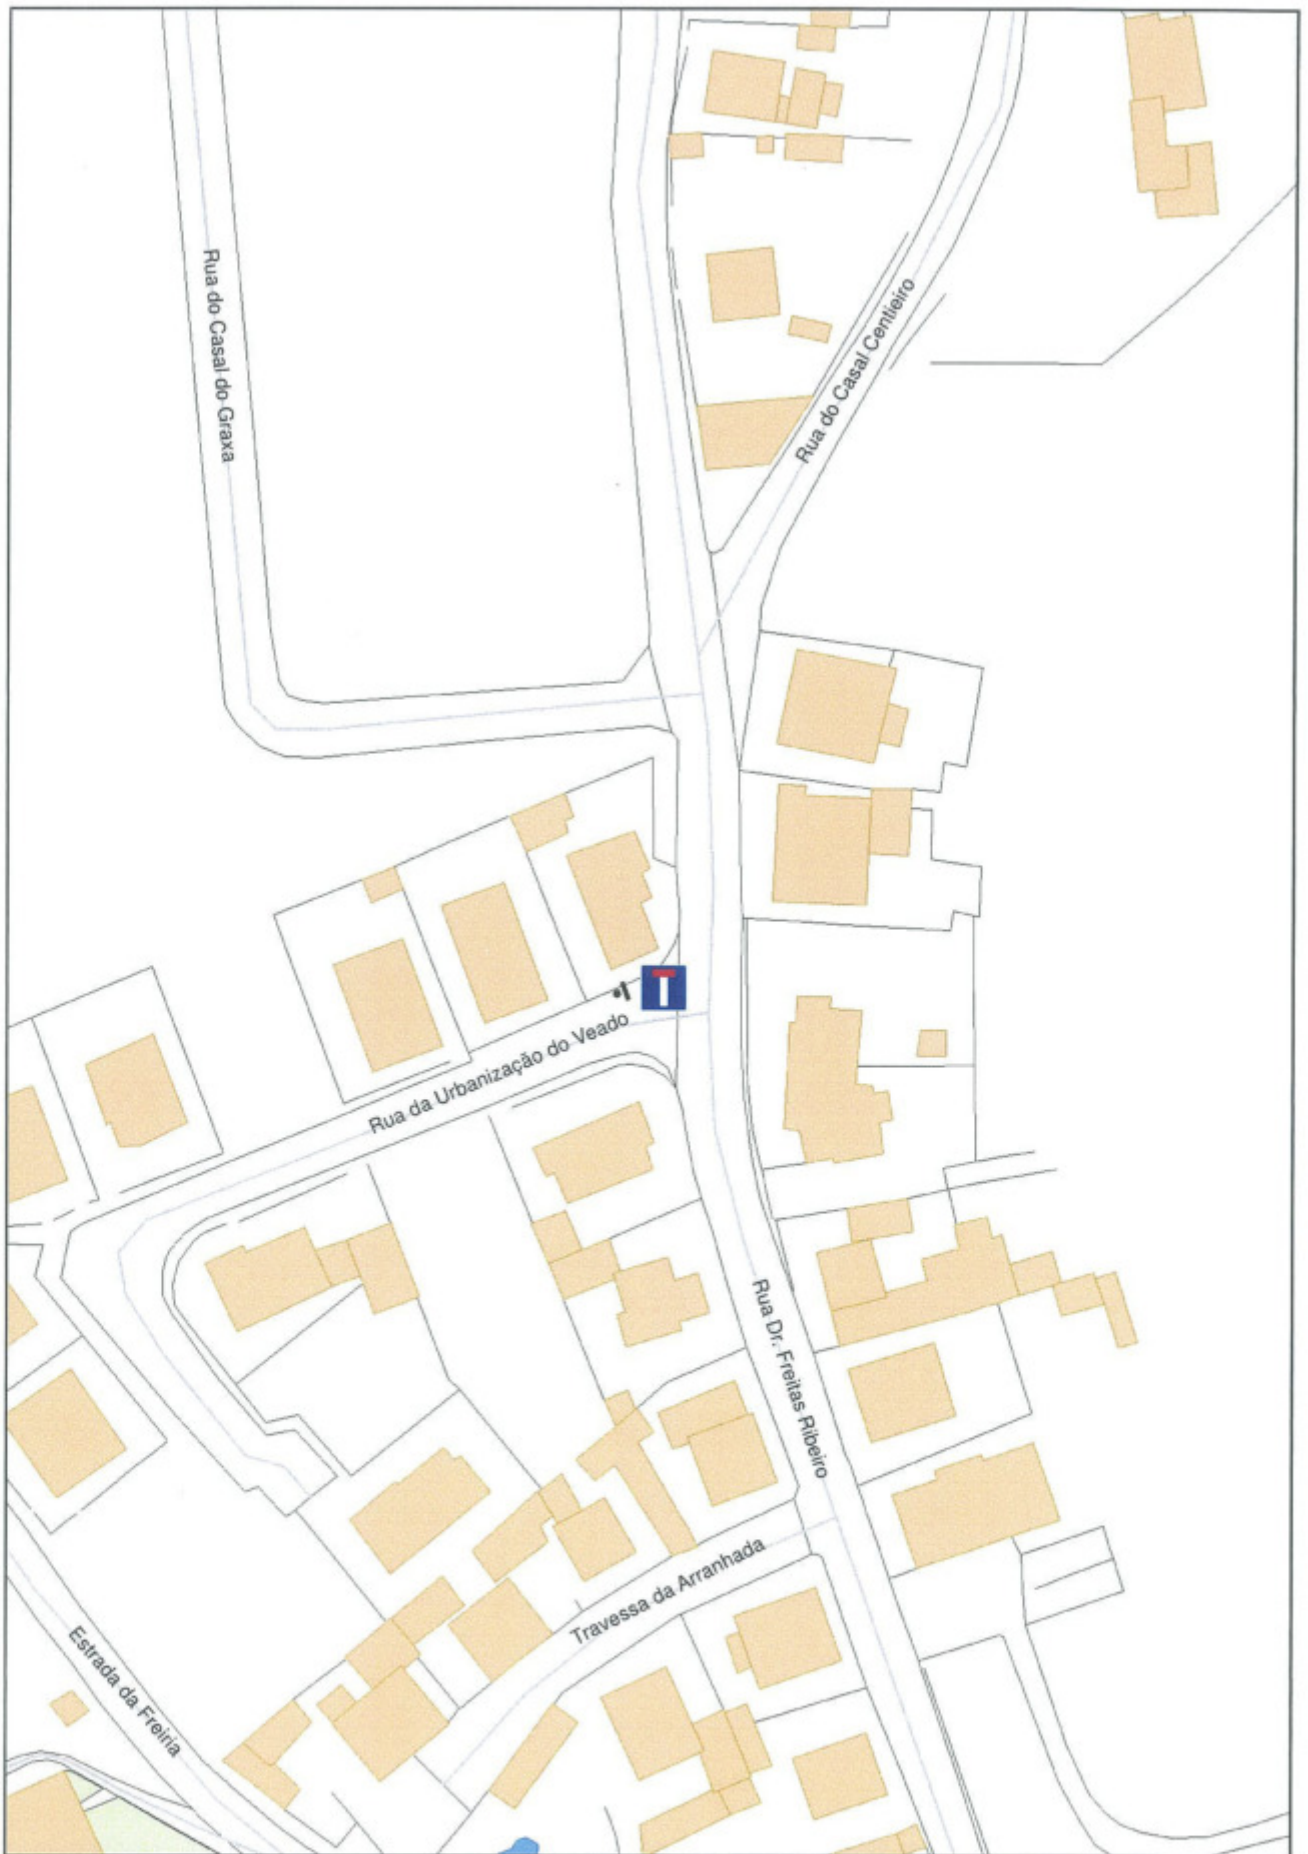 Rua do Casal do Graxa
Rua do Casal Centieiro
Rua da Urbanização do Veado
Rua Dr. Freitas Ribeiro
Travessa da Arranhada
Estrada da Freiria